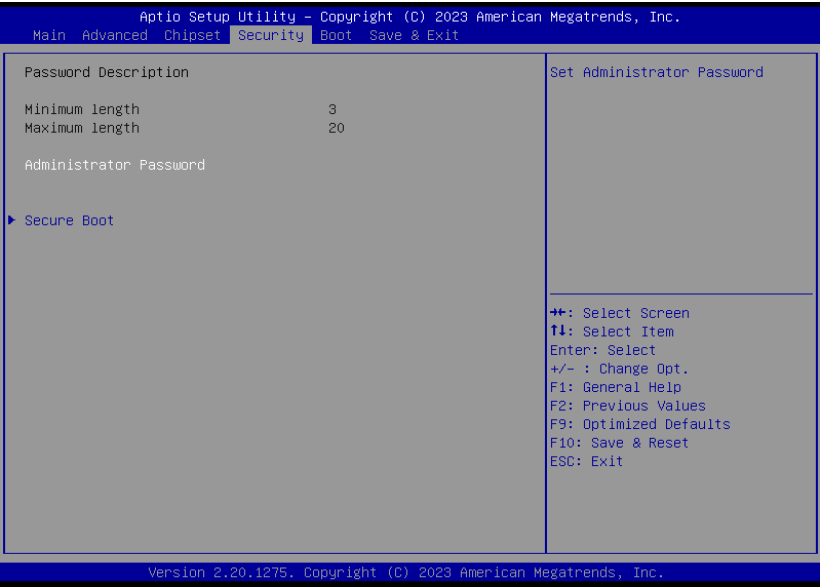 Aptio Setup Utility – Copyright (C) 2023 American Megatrends, Inc.
Main Advanced Chipset Security Boot Save & Exit
Password Description
Minimum length 3
Maximum length 20
Administrator Password
Secure Boot
Set Administrator Password
→←: Select Screen
↑↓: Select Item
Enter: Select
+/- : Change Opt.
F1: General Help
F2: Previous Values
F9: Optimized Defaults
F10: Save & Reset
ESC: Exit
Version 2.20.1275. Copyright (C) 2023 American Megatrends, Inc.